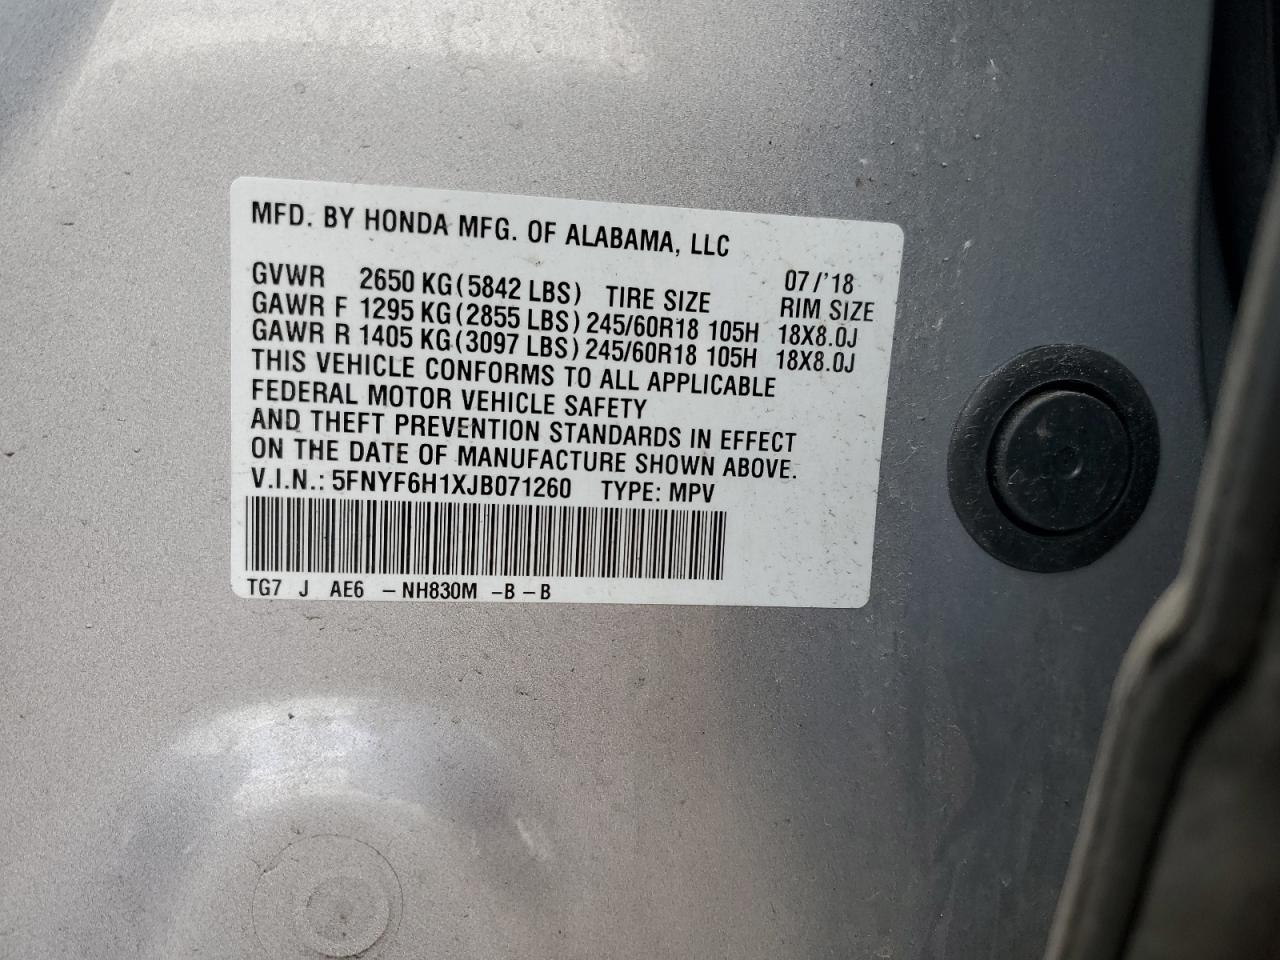 MFD. BY HONDA MFG. OF ALABAMA, LLC
07/'18
GVWR 2650 KG(5842 LBS) TIRE SIZE RIM SIZE
GAWR F 1295 KG(2855 LBS) 245/60R18 105H 18X8.0J
GAWR R 1405 KG(3097 LBS) 245/60R18 105H 18X8.0J
THIS VEHICLE CONFORMS TO ALL APPLICABLE
FEDERAL MOTOR VEHICLE SAFETY
AND THEFT PREVENTION STANDARDS IN EFFECT
ON THE DATE OF MANUFACTURE SHOWN ABOVE.
V.I.N.: 5FNYF6H1XJB071260 TYPE: MPV
TG7 J AE6 -NH830M -B-B